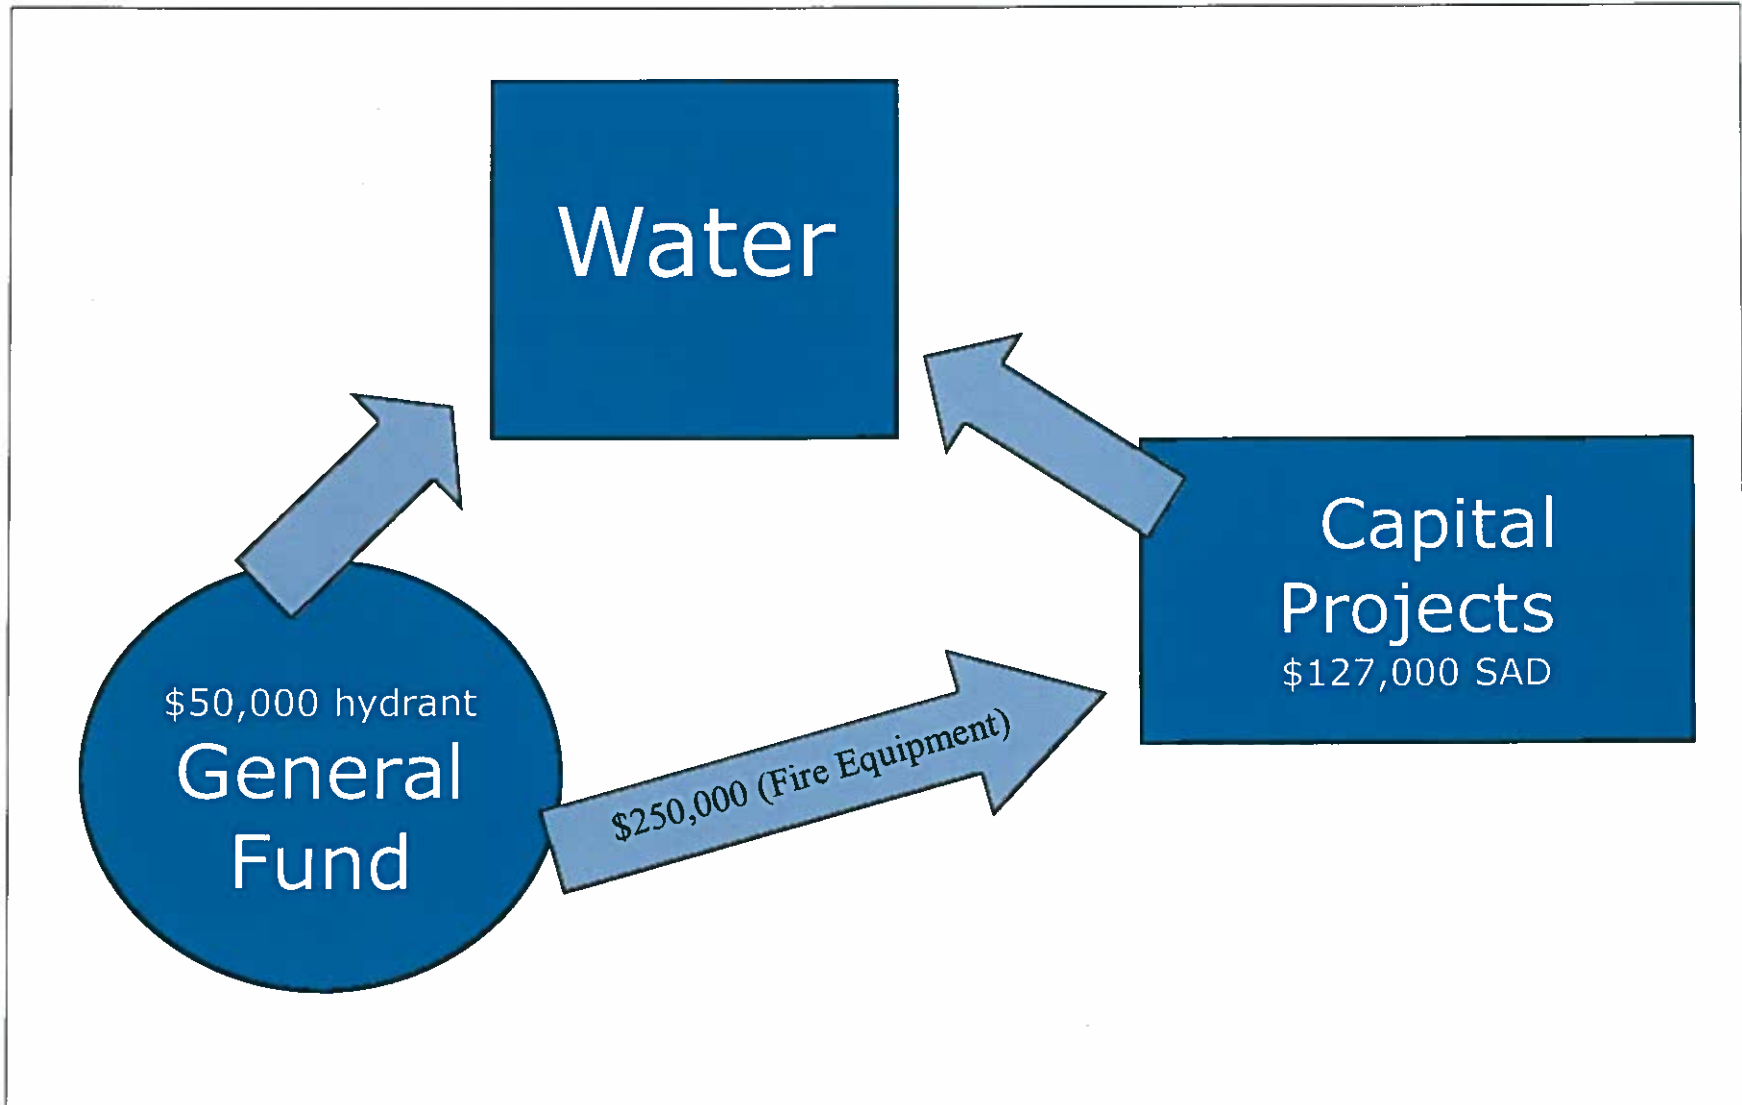 Water
Capital
Projects
$127,000 SAD
$50,000 hydrant
General
Fund
$250,000 (Fire Equipment)